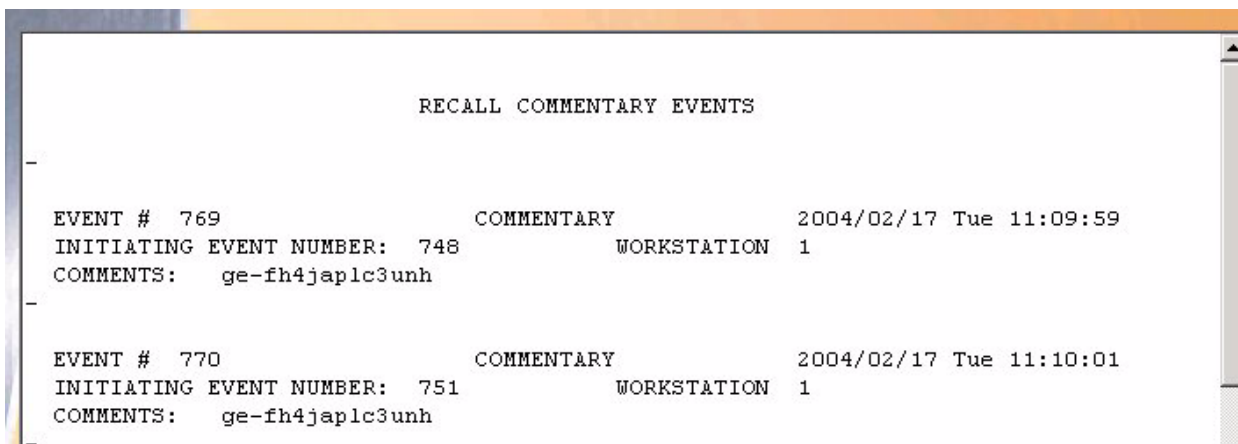 RECALL COMMENTARY EVENTS
-
EVENT # 769 COMMENTARY 2004/02/17 Tue 11:09:59
INITIATING EVENT NUMBER: 748 WORKSTATION 1
COMMENTS: ge-fh4japlc3unh
-
EVENT # 770 COMMENTARY 2004/02/17 Tue 11:10:01
INITIATING EVENT NUMBER: 751 WORKSTATION 1
COMMENTS: ge-fh4japlc3unh